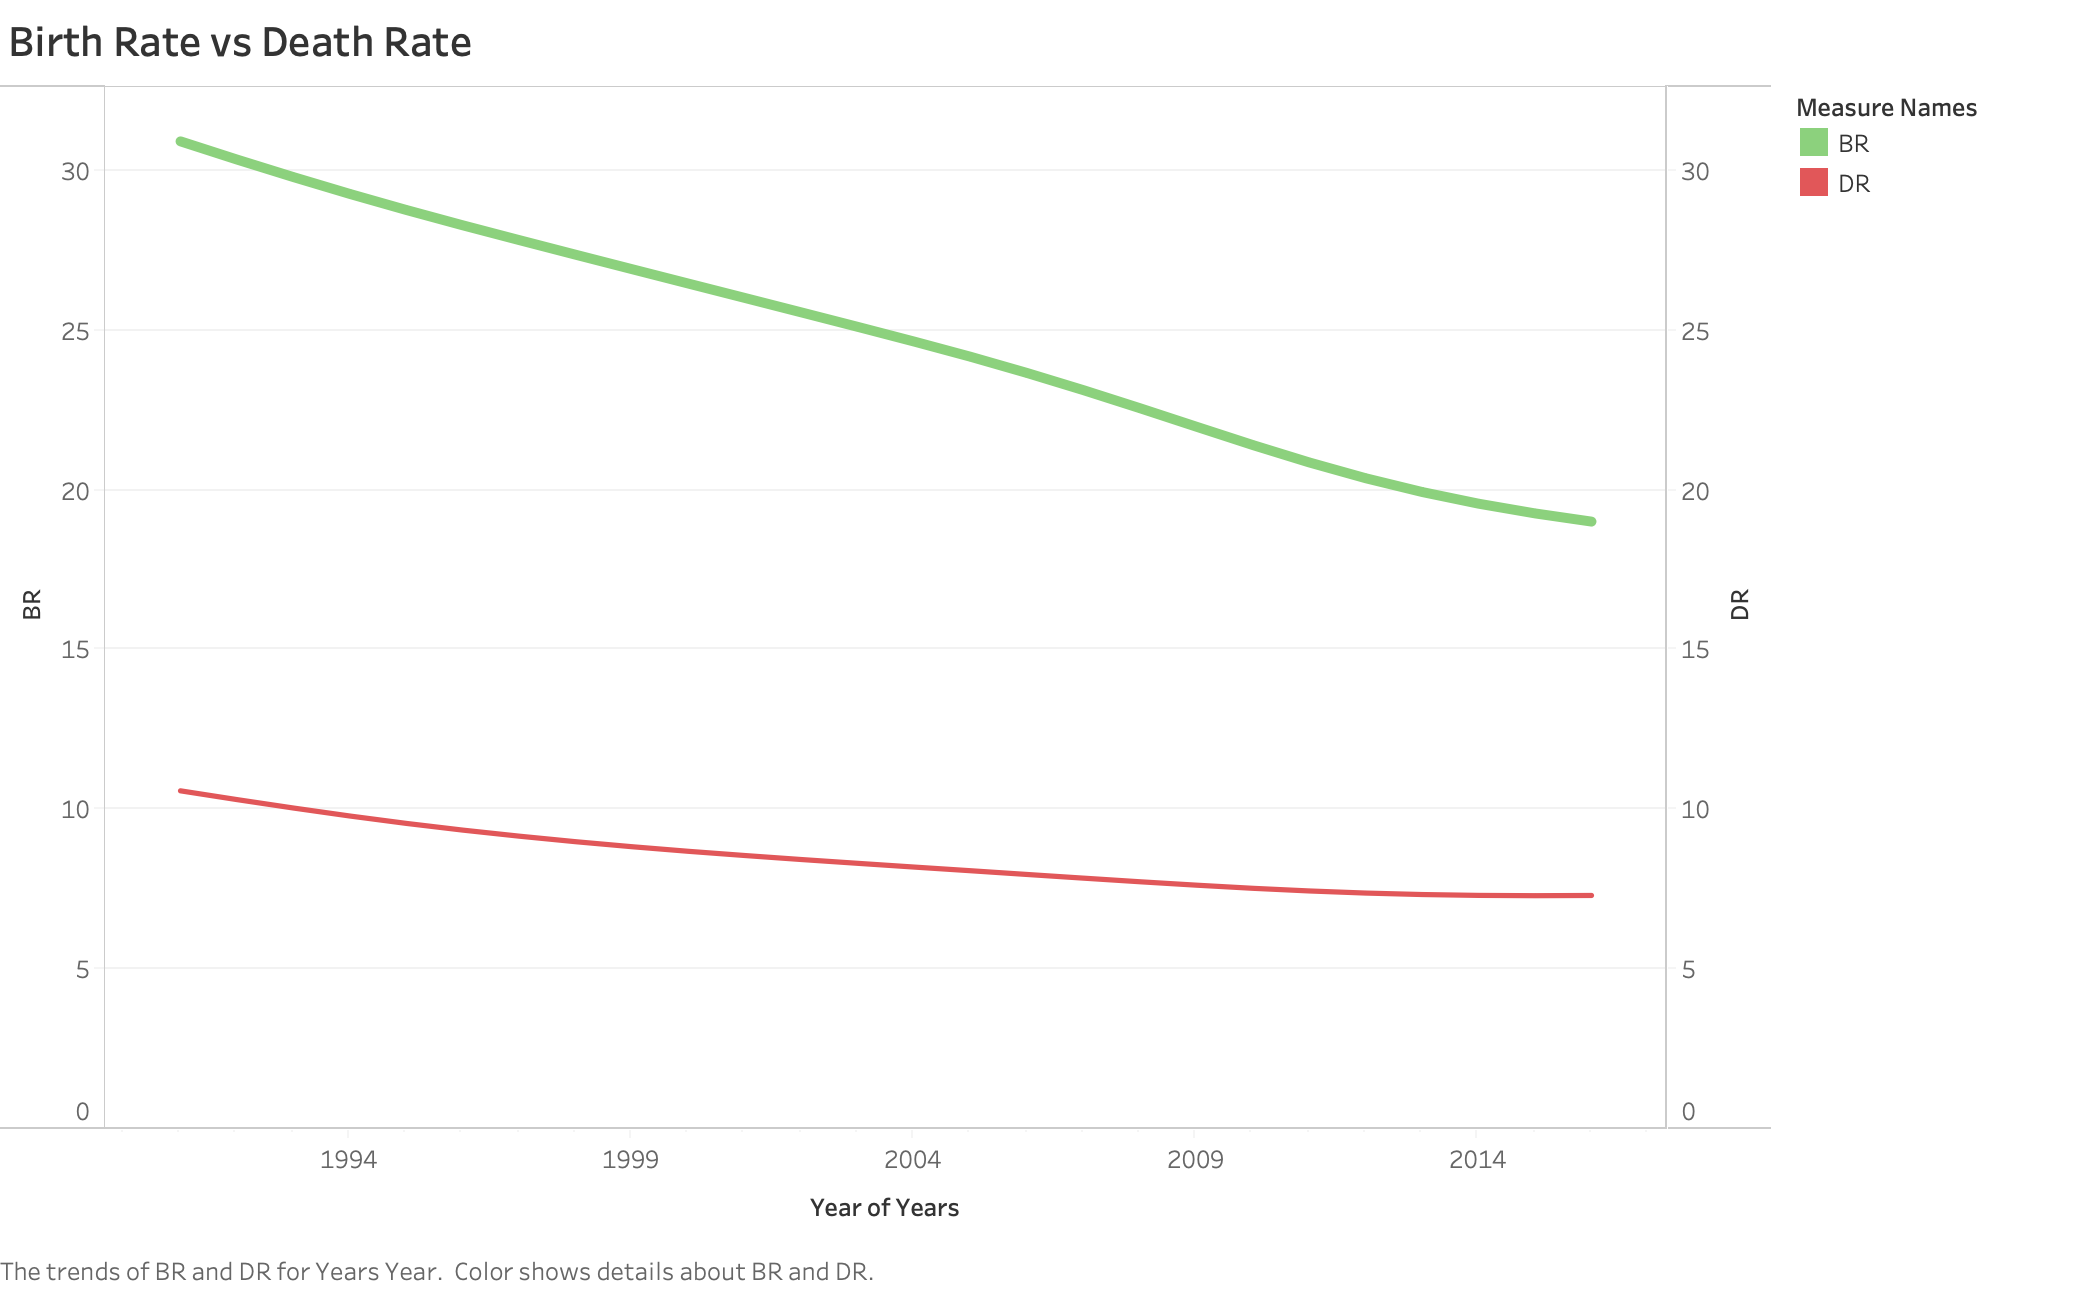 Birth Rate vs Death Rate
Measure Names
BR
DR
30
25
20
15
10
5
0
BR
30
25
20
15
10
5
0
DR
1994 1999 2004 2009 2014
Year of Years
The trends of BR and DR for Years Year.  Color shows details about BR and DR.